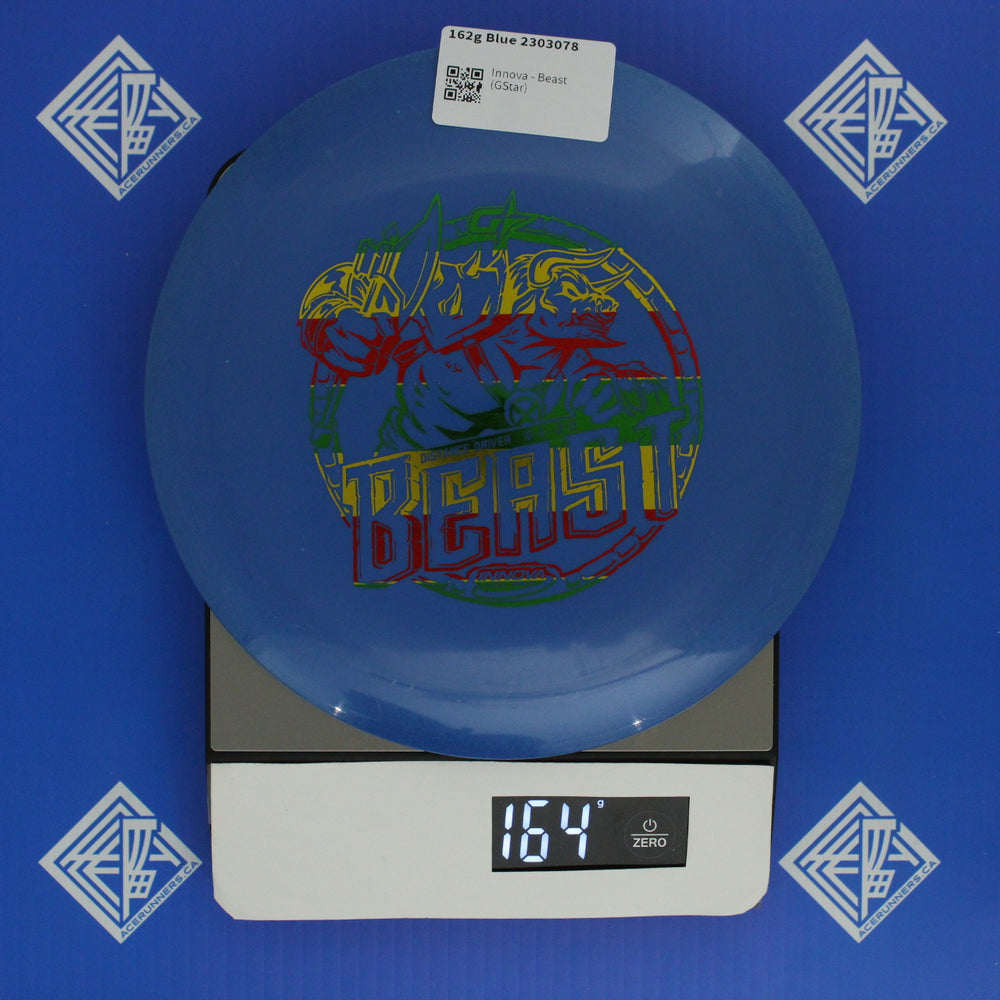 162g Blue 2303078
Innova - Beast
(GStar)
ACERUNNERS.CA
ACERUNNERS.CA
DISTANCE DRIVER
BEAST
INNOVA
164 g
ZERO
ACERUNNERS.CA
ACERUNNERS.CA